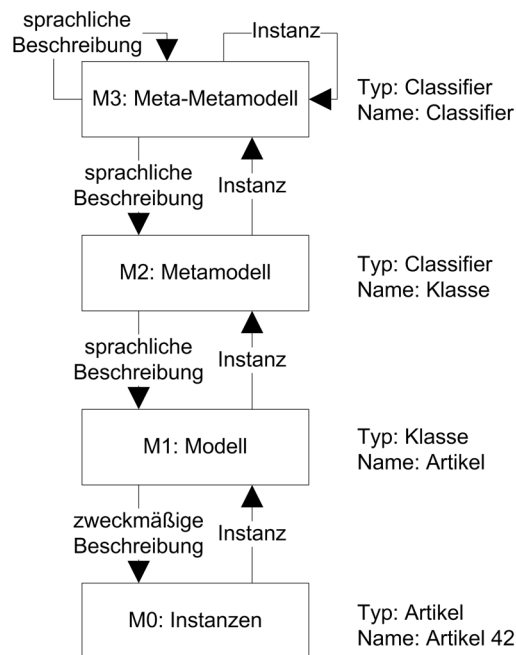 sprachliche
Beschreibung
Instanz
M3: Meta-Metamodell
Typ: Classifier
Name: Classifier
sprachliche
Beschreibung
Instanz
M2: Metamodell
Typ: Classifier
Name: Klasse
sprachliche
Beschreibung
Instanz
M1: Modell
Typ: Klasse
Name: Artikel
zweckmäßige
Beschreibung
Instanz
M0: Instanzen
Typ: Artikel
Name: Artikel 42